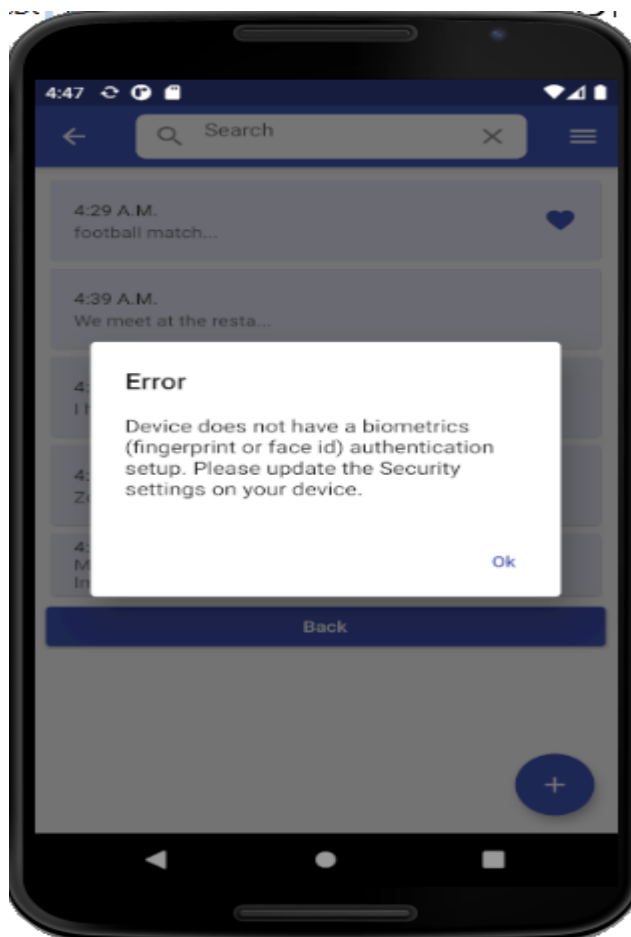 4:47
Search
4:29 A.M.
football match...
4:39 A.M.
We meet at the resta...
Error
Device does not have a biometrics
(fingerprint or face id) authentication
setup. Please update the Security
settings on your device.
Ok
Back